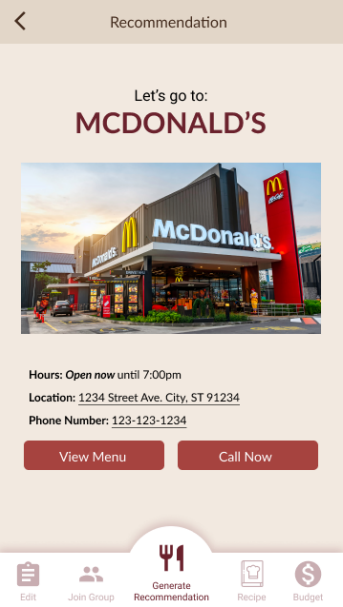 Recommendation
Let's go to:
MCDONALD'S
McDonald's
McDonald's
Hours: Open now until 7:00pm
Location: 1234 Street Ave. City, ST 91234
Phone Number: 123-123-1234
View Menu
Call Now
Edit
Join Group
Generate
Recommendation
Recipe
Budget